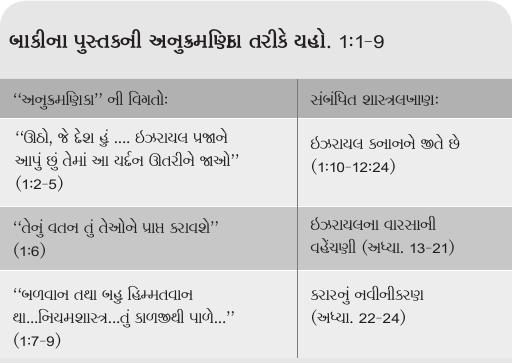 બાકીના પુસ્તકની અનુક્રમણિકા તરીકે યહો. 1:1-9
“અનુક્રમણિકા” ની વિગતો:
સંબંધિત શાસ્ત્રલખાણ:
“ઊઠો, જે દેશ હું .... ઇઝરાયલ પ્રજાને
આપું છું તેમાં આ યર્દન ઊતરીને જાઓ”
(1:2-5)
ઇઝરાયલ કનાનને જીતે છે
(1:10-12:24)
“તેનું વતન તું તેઓને પ્રાપ્ત કરાવશે”
(1:6)
ઇઝરાયલના વારસાની
વહેંચણી (અધ્યા. 13-21)
“બળવાન તથા બહુ હિમ્મતવાન
થા...નિયમશાસ્ત્ર...તું કાળજીથી પાળે...”
(1:7-9)
કરારનું નવીનીકરણ
(અધ્યા. 22-24)